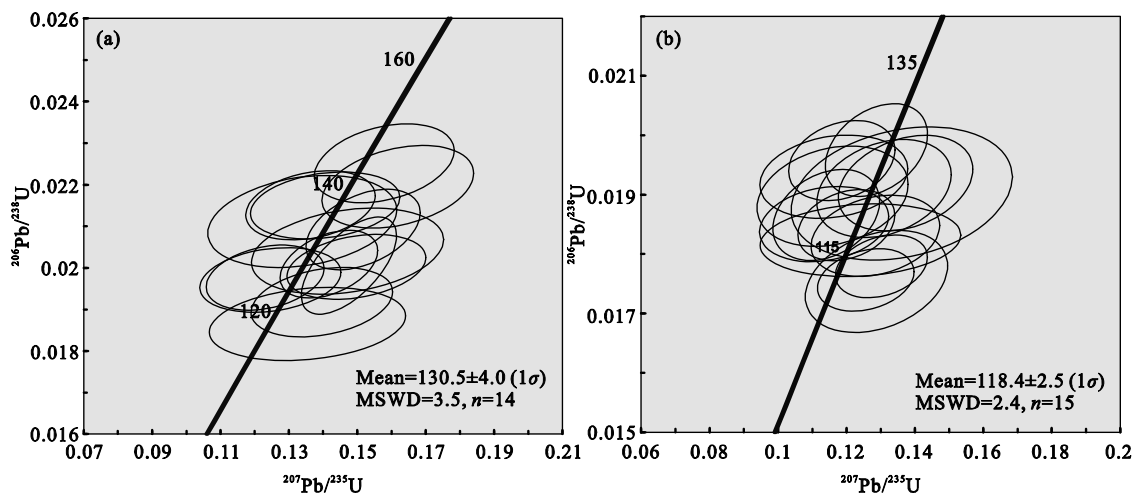 (a)
0.026
0.024
0.022
0.02
0.018
0.016
²⁰⁶Pb/²³⁸U
160
140
120
Mean=130.5±4.0 (1σ)
MSWD=3.5, n=14
0.07 0.09 0.11 0.13 0.15 0.17 0.19 0.21
²⁰⁷Pb/²³⁵U
(b)
0.021
0.019
0.017
0.015
²⁰⁶Pb/²³⁸U
135
115
Mean=118.4±2.5 (1σ)
MSWD=2.4, n=15
0.06 0.08 0.1 0.12 0.14 0.16 0.18 0.2
²⁰⁷Pb/²³⁵U